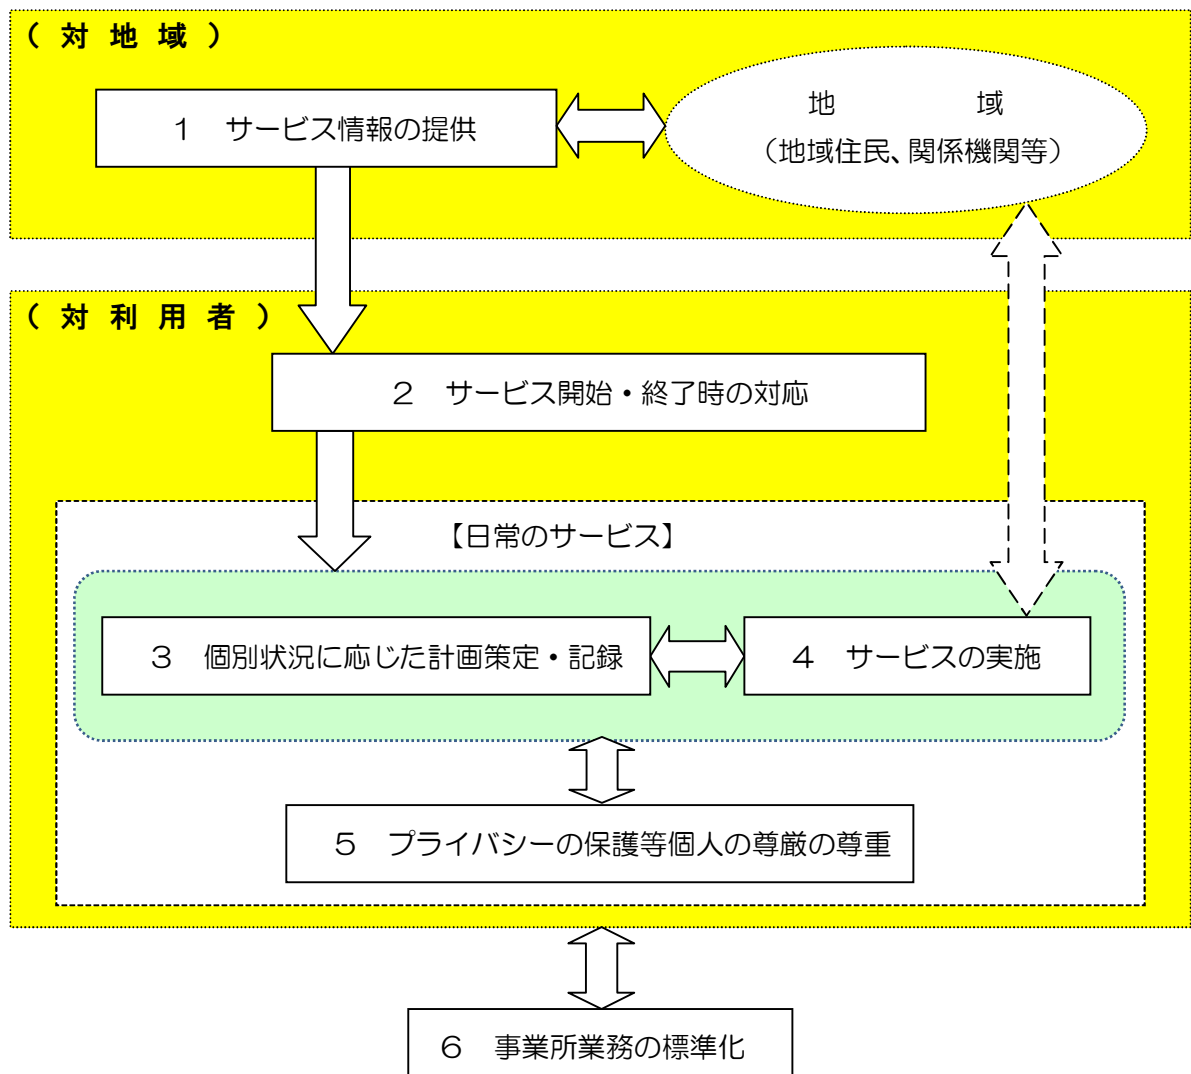 （ 対 地 域 ）
地　　　　域
１　サービス情報の提供
（地域住民、関係機関等）
（ 対 利 用 者 ）
２　サービス開始・終了時の対応
【日常のサービス】
３　個別状況に応じた計画策定・記録
４　サービスの実施
５　プライバシーの保護等個人の尊厳の尊重
６　事業所業務の標準化